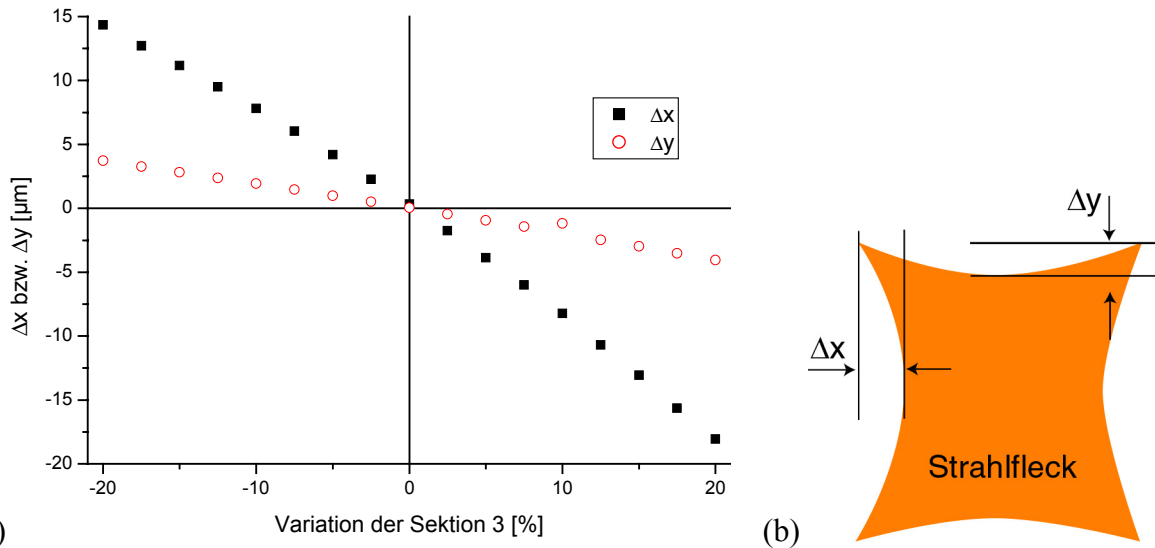 15
10
5
0
-5
-10
-15
-20
Δx bzw. Δy [µm]
Δx
Δy
-20 -10 0 10 20
Variation der Sektion 3 [%]
)
Δy
Δx
Strahlfleck
(b)